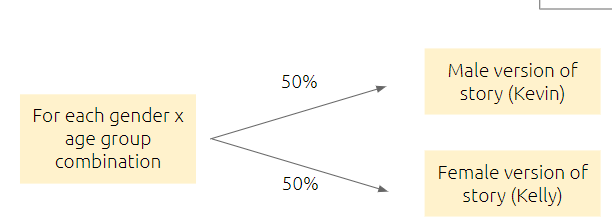 50%
Male version of
story (Kevin)
For each gender x
age group
combination
50%
Female version of
story (Kelly)